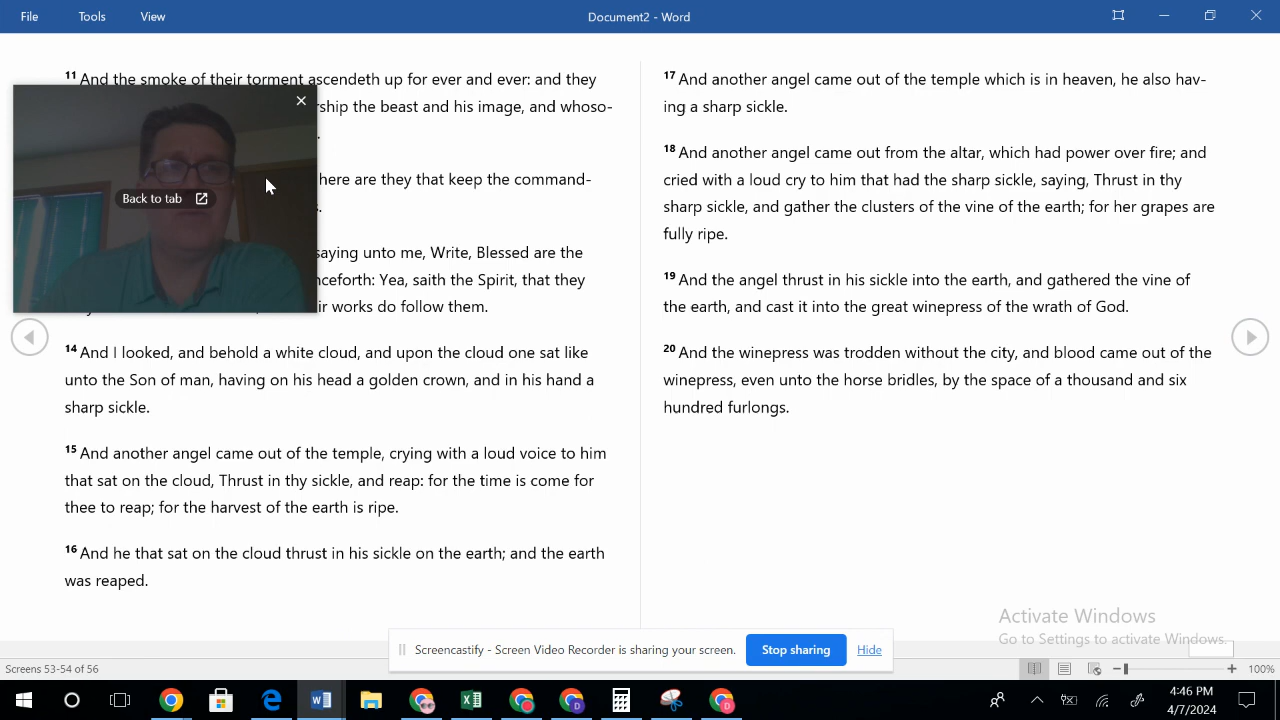 File Tools View Document2 - Word
11 And the smoke of their torment ascendeth up for ever and ever: and they
rship the beast and his image, and whoso-
.
here are they that keep the command-
s.
saying unto me, Write, Blessed are the
nceforth: Yea, saith the Spirit, that they
ir works do follow them.
14 And I looked, and behold a white cloud, and upon the cloud one sat like
unto the Son of man, having on his head a golden crown, and in his hand a
sharp sickle.
15 And another angel came out of the temple, crying with a loud voice to him
that sat on the cloud, Thrust in thy sickle, and reap: for the time is come for
thee to reap; for the harvest of the earth is ripe.
16 And he that sat on the cloud thrust in his sickle on the earth; and the earth
was reaped.
Back to tab
17 And another angel came out of the temple which is in heaven, he also hav-
ing a sharp sickle.
18 And another angel came out from the altar, which had power over fire; and
cried with a loud cry to him that had the sharp sickle, saying, Thrust in thy
sharp sickle, and gather the clusters of the vine of the earth; for her grapes are
fully ripe.
19 And the angel thrust in his sickle into the earth, and gathered the vine of
the earth, and cast it into the great winepress of the wrath of God.
20 And the winepress was trodden without the city, and blood came out of the
winepress, even unto the horse bridles, by the space of a thousand and six
hundred furlongs.
Activate Windows
Go to Settings to activate Windows.
Screencastify - Screen Video Recorder is sharing your screen. Stop sharing Hide
Screens 53-54 of 56
100%
4:46 PM
4/7/2024